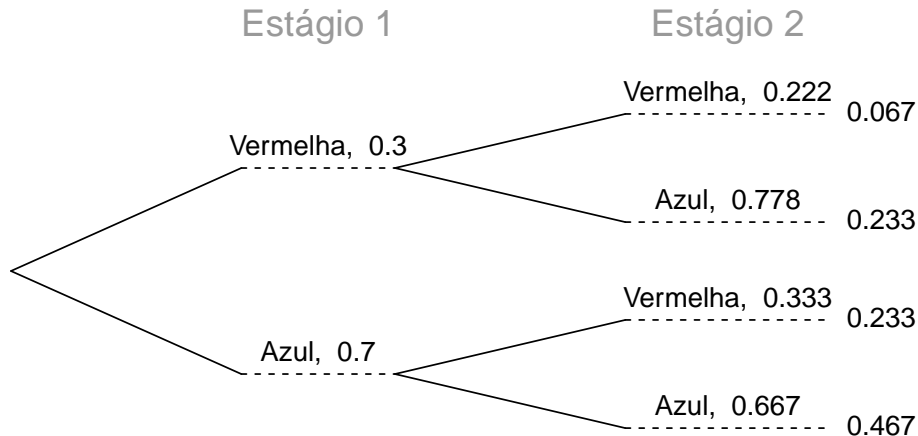 Estágio 1 Estágio 2
Vermelha, 0.222
0.067
Vermelha, 0.3
Azul, 0.778
0.233
Vermelha, 0.333
0.233
Azul, 0.7
Azul, 0.667
0.467